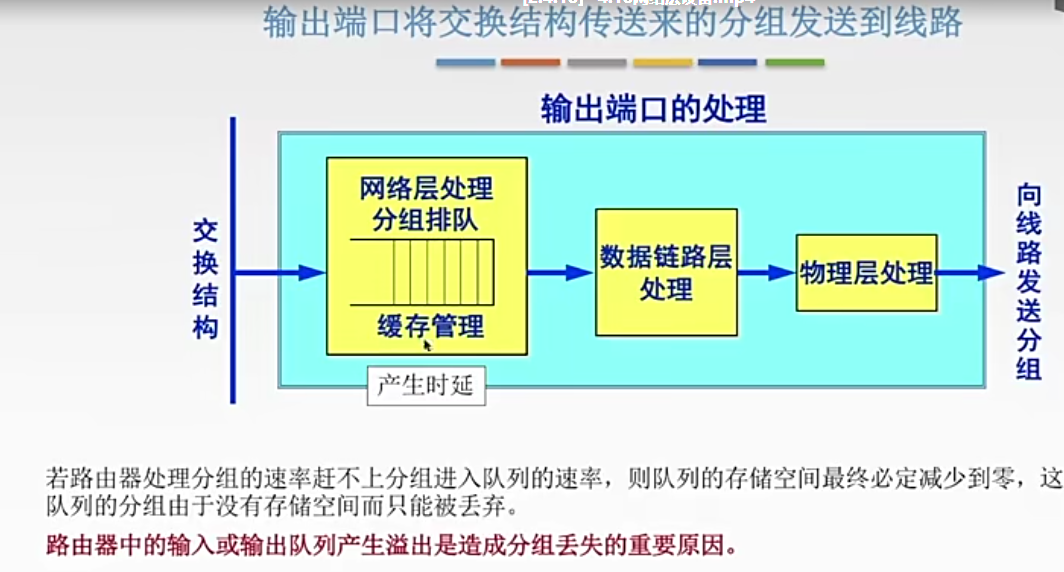 输出端口将交换结构传送来的分组发送到线路
输出端口的处理
交换结构
网络层处理
分组排队
缓存管理
产生时延
数据链路层
处理
物理层处理
向线路发送分组
若路由器处理分组的速率赶不上分组进入队列的速率，则队列的存储空间最终必定减少到零，这
队列的分组由于没有存储空间而只能被丢弃。
路由器中的输入或输出队列产生溢出是造成分组丢失的重要原因。